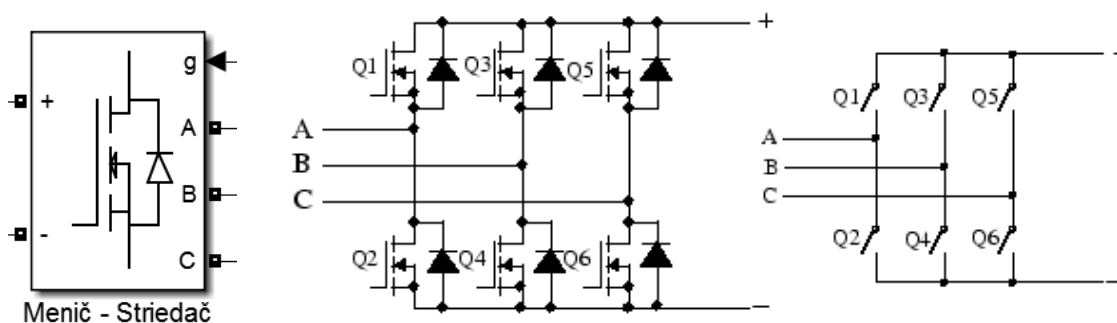 g
+
A
B
-
C
Menič - Striedač
+
Q1 Q3 Q5
A
B
C
Q2 Q4 Q6
−
Q1 Q3 Q5
A
B
C
Q2 Q4 Q6